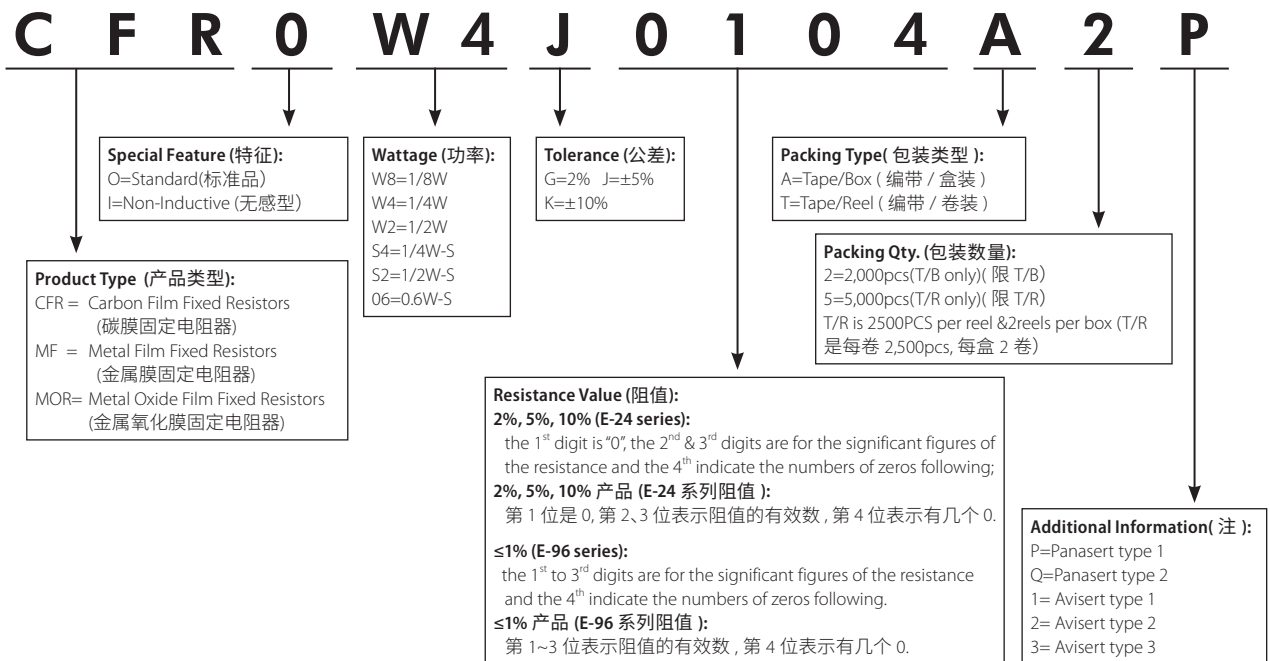 C F R 0 W 4 J 0 1 0 4 A 2 P
Special Feature (特征):
O=Standard(标准品)
I=Non-Inductive (无感型)
Wattage (功率):
W8=1/8W
W4=1/4W
W2=1/2W
S4=1/4W-S
S2=1/2W-S
06=0.6W-S
Tolerance (公差):
G=2% J=±5%
K=±10%
Packing Type( 包装类型 ):
A=Tape/Box ( 编带 / 盒装 )
T=Tape/Reel ( 编带 / 卷装 )
Packing Qty. (包装数量):
2=2,000pcs(T/B only)( 限 T/B)
5=5,000pcs(T/R only)( 限 T/R)
T/R is 2500PCS per reel &2reels per box (T/R
是每卷 2,500pcs, 每盒 2 卷)
Product Type (产品类型):
CFR = Carbon Film Fixed Resistors
(碳膜固定电阻器)
MF = Metal Film Fixed Resistors
(金属膜固定电阻器)
MOR= Metal Oxide Film Fixed Resistors
(金属氧化膜固定电阻器)
Resistance Value (阻值):
2%, 5%, 10% (E-24 series):
the 1st digit is “0”, the 2nd & 3rd digits are for the significant figures of
the resistance and the 4th indicate the numbers of zeros following;
2%, 5%, 10% 产品 (E-24 系列阻值 ):
第 1 位是 0, 第 2、3 位表示阻值的有效数 , 第 4 位表示有几个 0.
≤1% (E-96 series):
the 1st to 3rd digits are for the significant figures of the resistance
and the 4th indicate the numbers of zeros following.
≤1% 产品 (E-96 系列阻值 ):
第 1~3 位表示阻值的有效数 , 第 4 位表示有几个 0.
Additional Information( 注 ):
P=Panasert type 1
Q=Panasert type 2
1= Avisert type 1
2= Avisert type 2
3= Avisert type 3